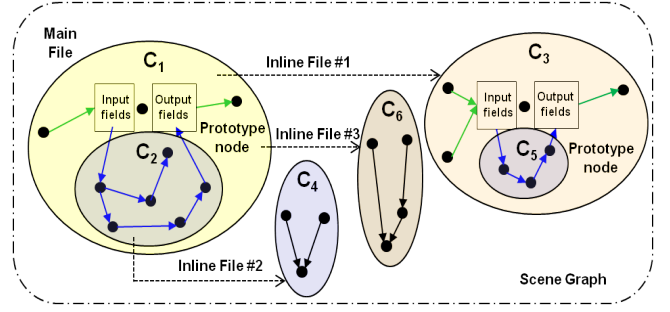 Main
File
C1
Inline File #1
C3
Input
fields
Output
fields
Prototype
node
C2
Inline File #3
C6
Input
fields
Output
fields
Prototype
node
C5
C4
Inline File #2
Scene Graph